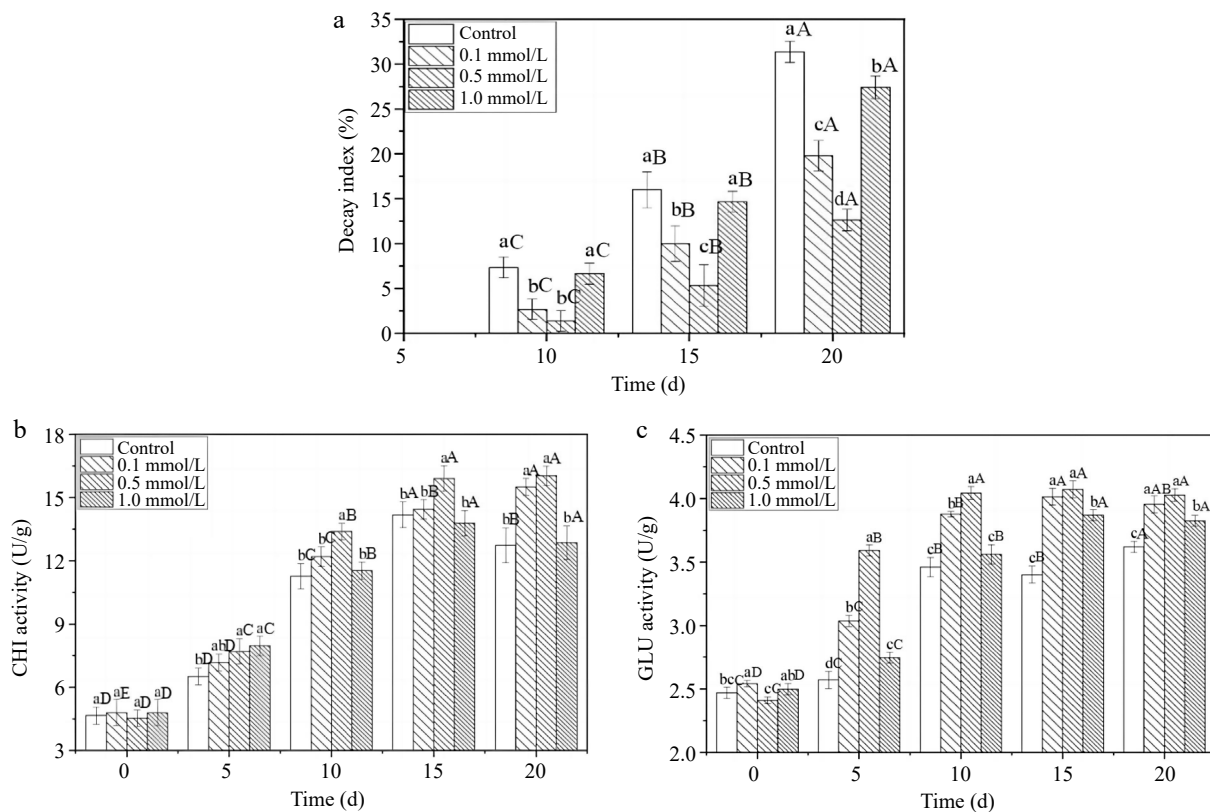 a
35
30
25
20
15
10
5
0
Decay index (%)
Control
0.1 mmol/L
0.5 mmol/L
1.0 mmol/L
aC
bC
bC
aC
aB
bB
cB
aB
aA
cA
dA
bA
5
10
15
20
Time (d)
b
18
15
12
9
6
3
CHI activity (U/g)
Control
0.1 mmol/L
0.5 mmol/L
1.0 mmol/L
aD
aE
aD
aD
bD
abD
aC
aC
bC
bC
aB
bB
bA
bB
aA
bA
bB
aA
aA
bA
0
5
10
15
20
Time (d)
c
4.5
4.0
3.5
3.0
2.5
2.0
GLU activity (U/g)
Control
0.1 mmol/L
0.5 mmol/L
1.0 mmol/L
bcC
aD
cC
abD
dC
bC
aB
cC
cB
bB
aA
cB
cB
aA
aA
bA
cA
aAB
aA
bA
0
5
10
15
20
Time (d)